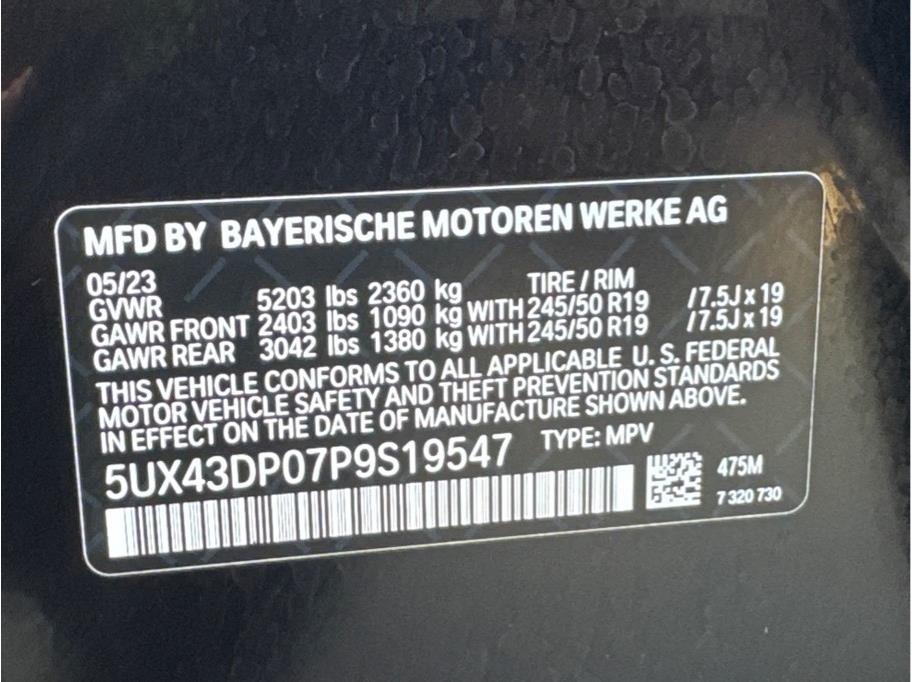 MFD BY BAYERISCHE MOTOREN WERKE AG
05/23 TIRE / RIM
GVWR 5203 lbs 2360 kg
GAWR FRONT 2403 lbs 1090 kg WITH 245/50 R19 /7.5J x 19
GAWR REAR 3042 lbs 1380 kg WITH 245/50 R19 /7.5J x 19
THIS VEHICLE CONFORMS TO ALL APPLICABLE U. S. FEDERAL
MOTOR VEHICLE SAFETY AND THEFT PREVENTION STANDARDS
IN EFFECT ON THE DATE OF MANUFACTURE SHOWN ABOVE.
5UX43DP07P9S19547 TYPE: MPV
475M
7 320 730